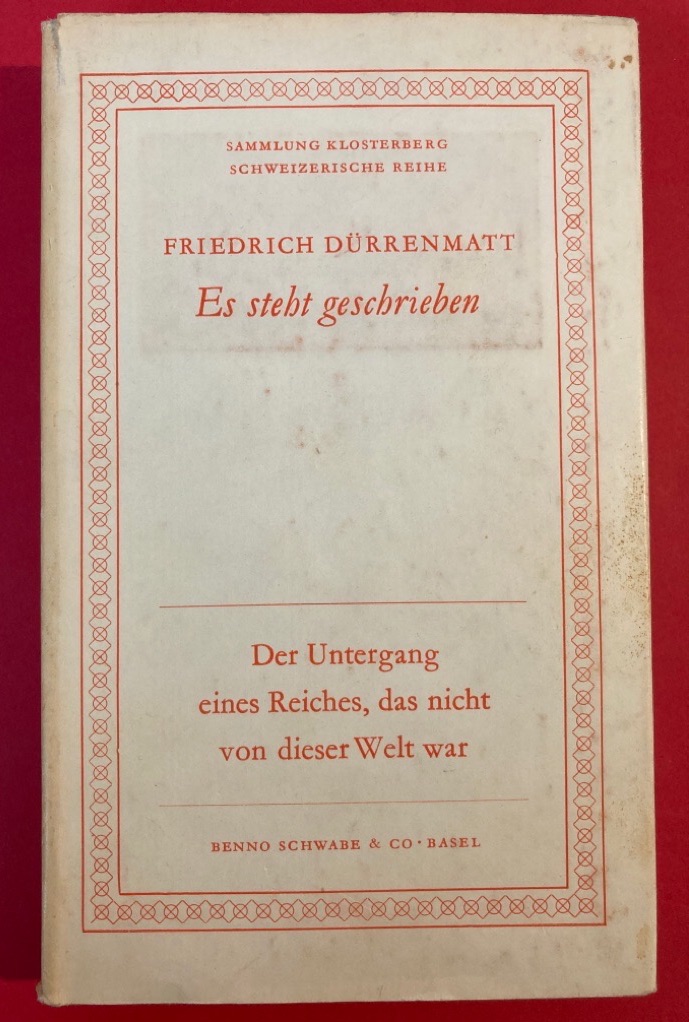 SAMMLUNG KLOSTERBERG
SCHWEIZERISCHE REIHE
FRIEDRICH DÜRRENMATT
Es steht geschrieben
Der Untergang
eines Reiches, das nicht
von dieser Welt war
BENNO SCHWABE & CO · BASEL